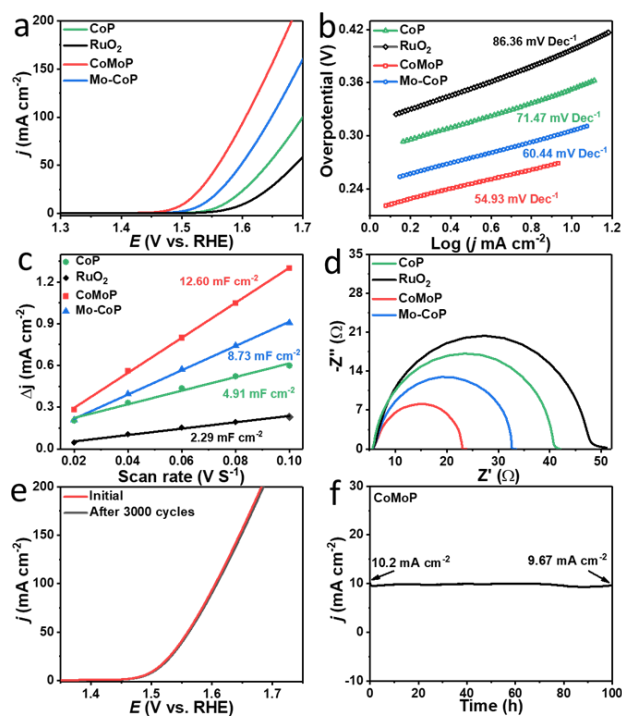 a
CoP
RuO2
CoMoP
Mo-CoP
200
150
100
50
0
j (mA cm-2)
1.3 1.4 1.5 1.6 1.7
E (V vs. RHE)
b
CoP
RuO2
CoMoP
Mo-CoP
0.42
0.36
0.30
0.24
Overpotential (V)
86.36 mV Dec-1
71.47 mV Dec-1
60.44 mV Dec-1
54.93 mV Dec-1
0.0 0.2 0.4 0.6 0.8 1.0 1.2
Log (j mA cm-2)
c
CoP
RuO2
CoMoP
Mo-CoP
1.2
0.9
0.6
0.3
0.0
Δj (mA cm-2)
12.60 mF cm-2
8.73 mF cm-2
4.91 mF cm-2
2.29 mF cm-2
0.02 0.04 0.06 0.08 0.10
Scan rate (V S-1)
d
CoP
RuO2
CoMoP
Mo-CoP
-35
-28
-21
-14
-7
0
-Z'' (Ω)
10 20 30 40 50
Z' (Ω)
e
Initial
After 3000 cycles
200
150
100
50
0
j (mA cm-2)
1.4 1.5 1.6 1.7
E (V vs. RHE)
f
CoMoP
10.2 mA cm-2
9.67 mA cm-2
30
20
10
0
-10
j (mA cm-2)
0 20 40 60 80 100
Time (h)